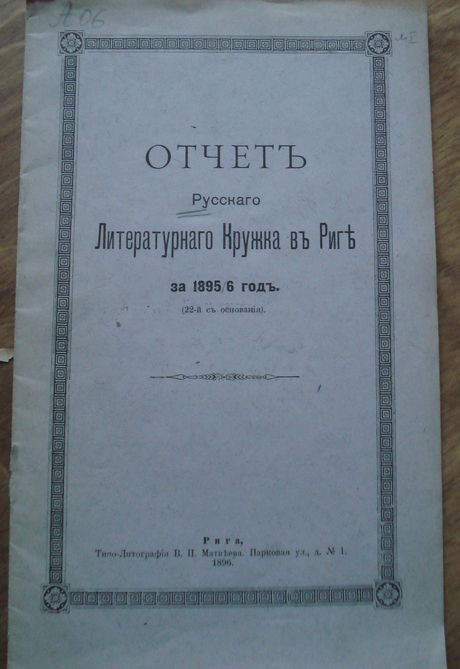 А 06
ОТЧЕТЪ
Русскаго
Литературнаго Кружка въ Ригѣ
за 1895/6 годъ.
(22-й съ основанія).
Рига,
Типо-Литографія В. П. Матвѣева. Парковая ул., д. № 1.
1896.